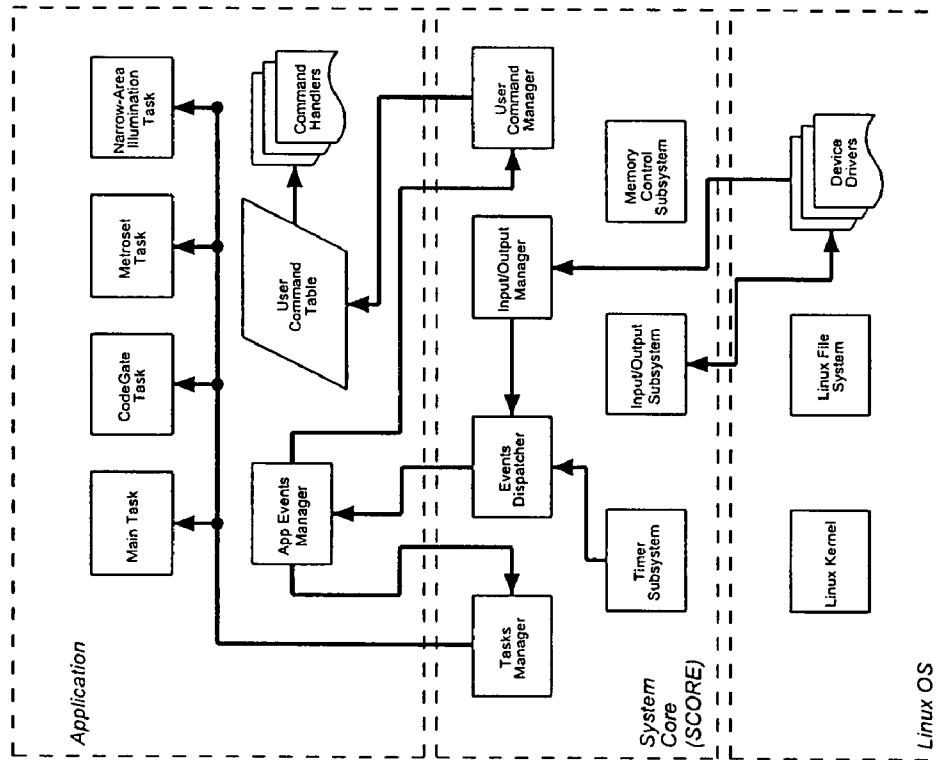 Application
Main Task
CodeGate
Task
Metroset
Task
Narrow-Area
Illumination
Task
App Events
Manager
User
Command
Table
Command
Handlers
System
Core
(SCORE)
Tasks
Manager
Events
Dispatcher
Input/Output
Manager
User
Command
Manager
Timer
Subsystem
Input/Output
Subsystem
Memory
Control
Subsystem
Linux OS
Linux Kernel
Linux File
System
Device
Drivers